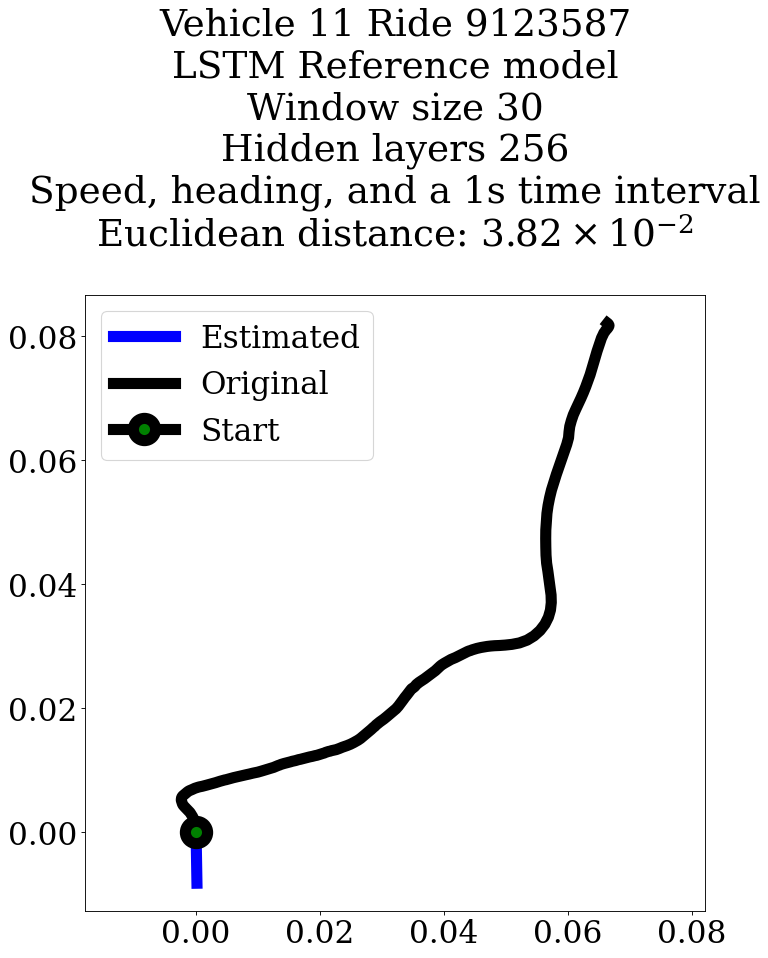 Vehicle 11 Ride 9123587
LSTM Reference model
Window size 30
Hidden layers 256
Speed, heading, and a 1s time interval
Euclidean distance: 3.82 × 10⁻²
Estimated
Original
Start
0.08
0.06
0.04
0.02
0.00
0.00 0.02 0.04 0.06 0.08